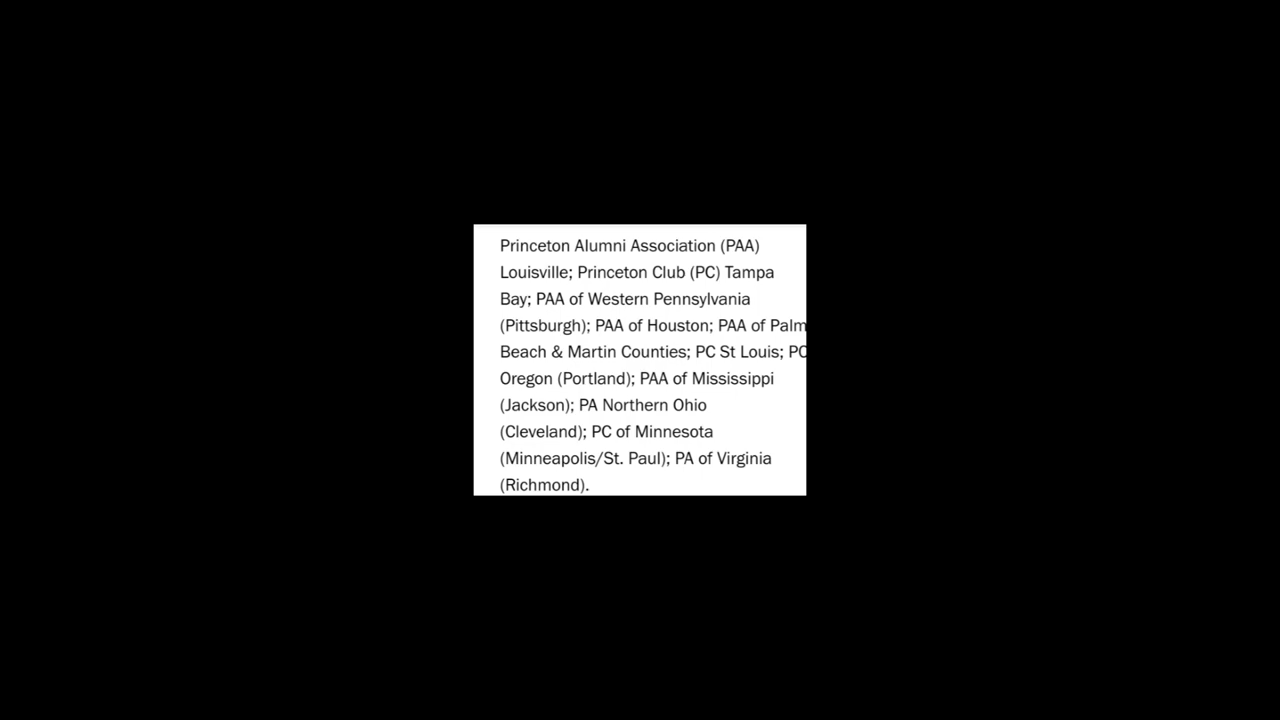 Princeton Alumni Association (PAA)
Louisville; Princeton Club (PC) Tampa
Bay; PAA of Western Pennsylvania
(Pittsburgh); PAA of Houston; PAA of Palm
Beach & Martin Counties; PC St Louis; PC
Oregon (Portland); PAA of Mississippi
(Jackson); PA Northern Ohio
(Cleveland); PC of Minnesota
(Minneapolis/St. Paul); PA of Virginia
(Richmond).